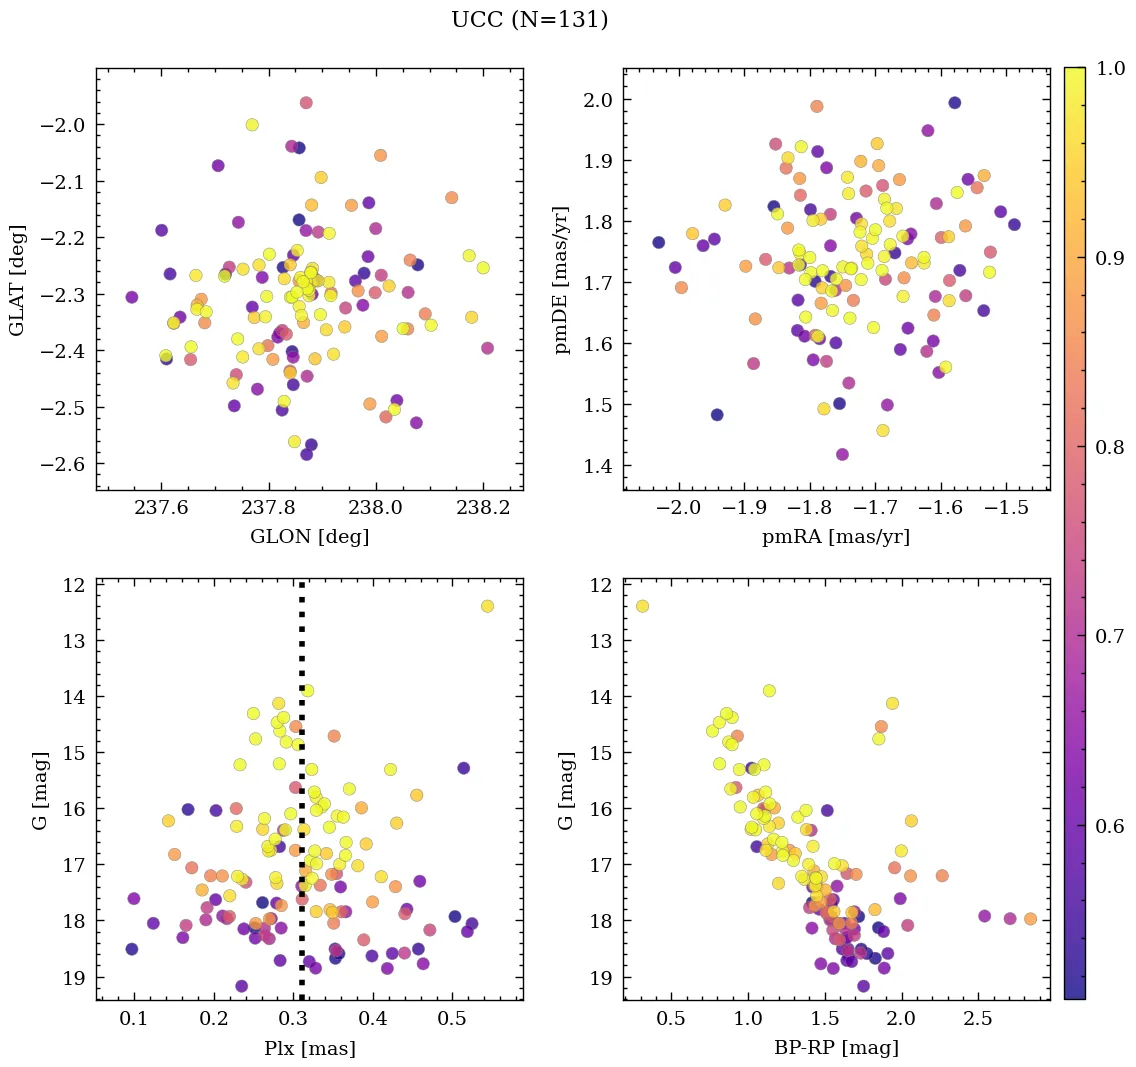 UCC (N=131)
−2.0
−2.1
−2.2
−2.3
−2.4
−2.5
−2.6
GLAT [deg]
237.6 237.8 238.0 238.2
GLON [deg]
2.0
1.9
1.8
1.7
1.6
1.5
1.4
pmDE [mas/yr]
−2.0 −1.9 −1.8 −1.7 −1.6 −1.5
pmRA [mas/yr]
12
13
14
15
16
17
18
19
G [mag]
0.1 0.2 0.3 0.4 0.5
Plx [mas]
12
13
14
15
16
17
18
19
G [mag]
0.5 1.0 1.5 2.0 2.5
BP-RP [mag]
1.0
0.9
0.8
0.7
0.6